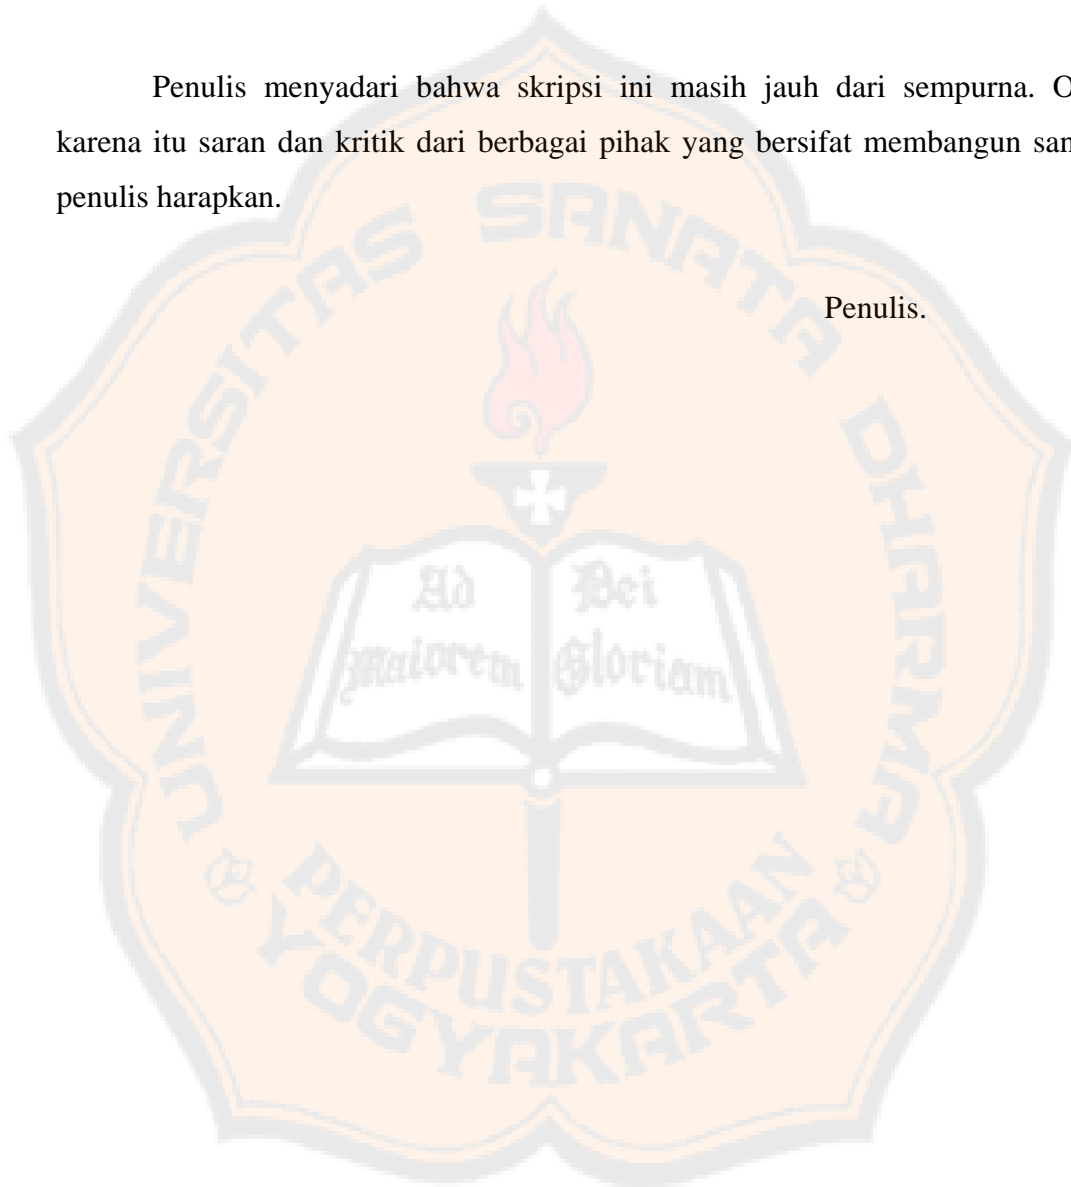 Penulis menyadari bahwa skripsi ini masih jauh dari sempurna. O
karena itu saran dan kritik dari berbagai pihak yang bersifat membangun san
penulis harapkan.
UNIVERSITAS SANATA DHARMA
Penulis.
Ad Dei
maiorem Gloriam
PERPUSTAKAAN
YOGYAKARTA